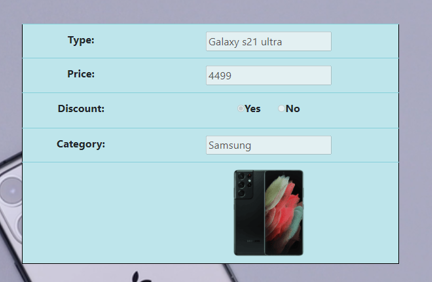 Type: Galaxy s21 ultra
Price: 4499
Discount: Yes No
Category: Samsung